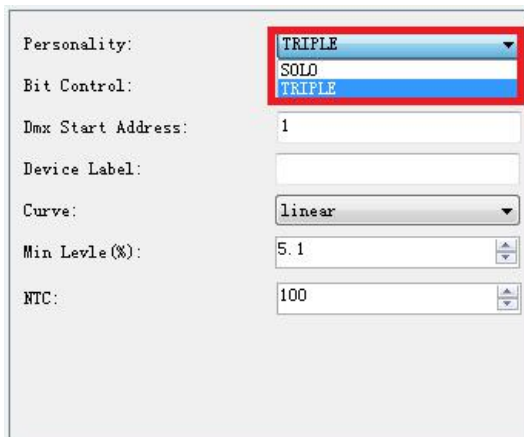 Personality: TRIPLE
SOLO
Bit Control: TRIPLE
Dmx Start Address: 1
Device Label:
Curve: linear
Min Levle(%): 5.1
NTC: 100